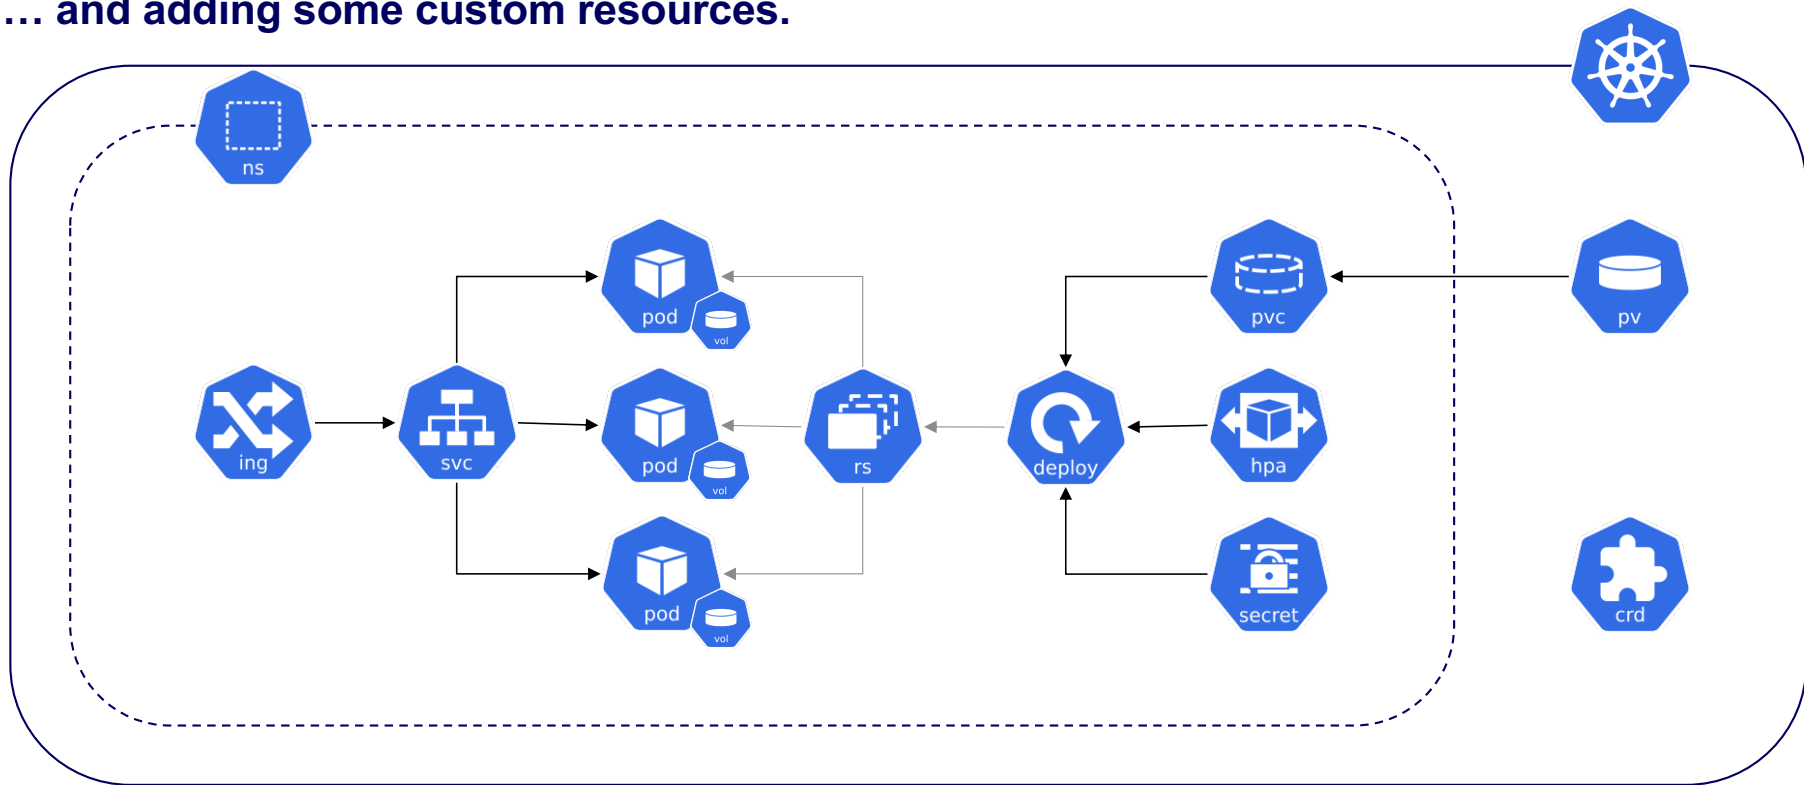 … and adding some custom resources.
ns
pod
vol
pvc
pv
ing
svc
pod
vol
rs
deploy
hpa
pod
vol
secret
crd